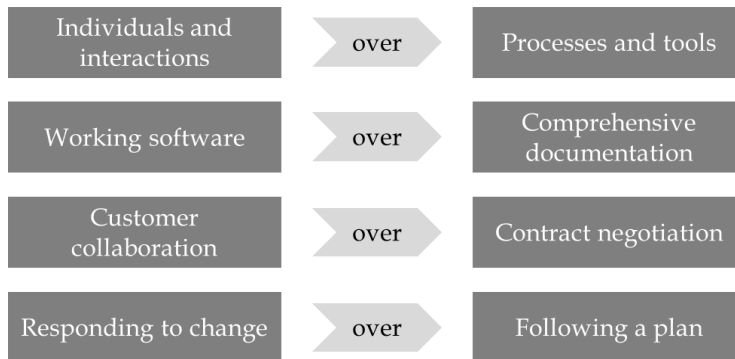 Individuals and
interactions
over
Processes and tools
Working software
over
Comprehensive
documentation
Customer
collaboration
over
Contract negotiation
Responding to change
over
Following a plan